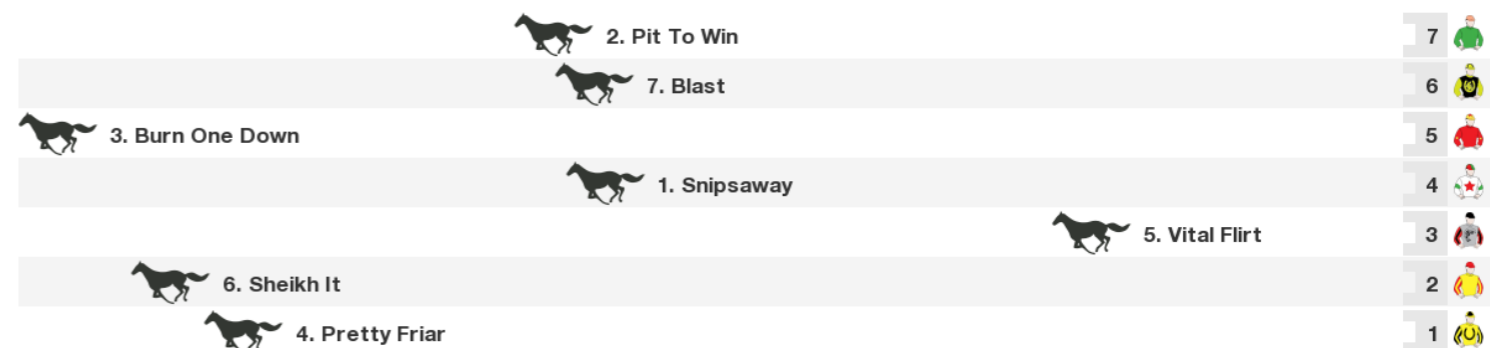 2. Pit To Win 7
7. Blast 6
3. Burn One Down 5
1. Snipsaway 4
5. Vital Flirt 3
6. Sheikh It 2
4. Pretty Friar 1